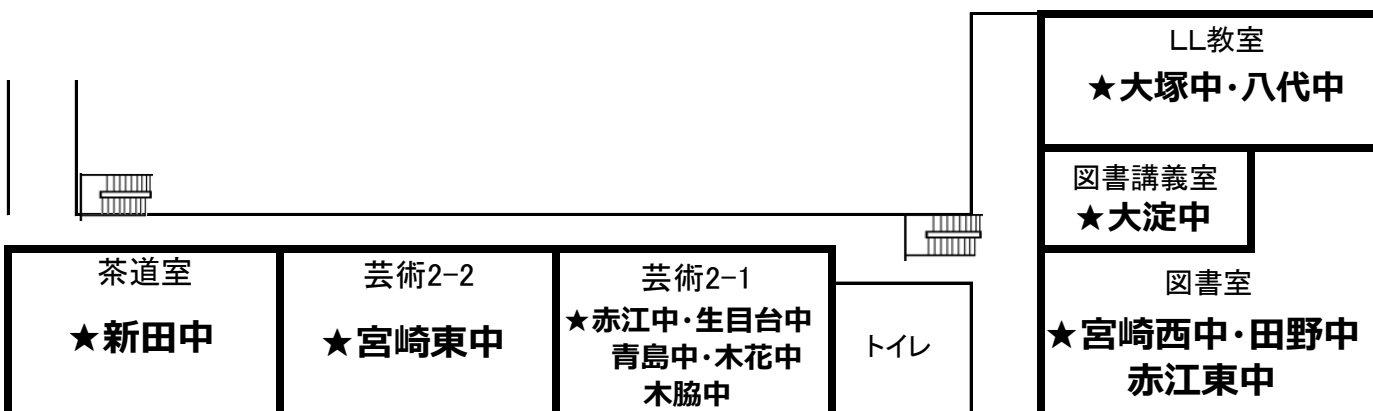 LL教室
★大塚中・八代中
図書講義室
★大淀中
茶道室
★新田中
芸術2-2
★宮崎東中
芸術2-1
★赤江中・生目台中
青島中・木花中
木脇中
トイレ
図書室
★宮崎西中・田野中
赤江東中